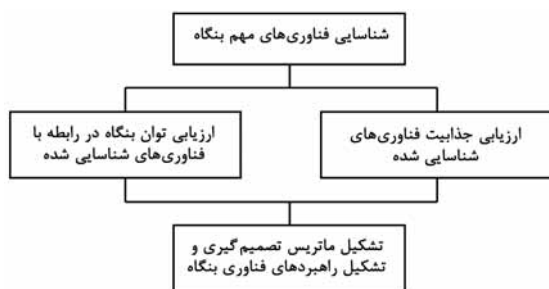 شناسایی فناوری‌های مهم بنگاه
ارزیابی جذابیت فناوری‌های
شناسایی شده
ارزیابی توان بنگاه در رابطه با
فناوری‌های شناسایی شده
تشکیل ماتریس تصمیم گیری و
تشکیل راهبردهای فناوری بنگاه